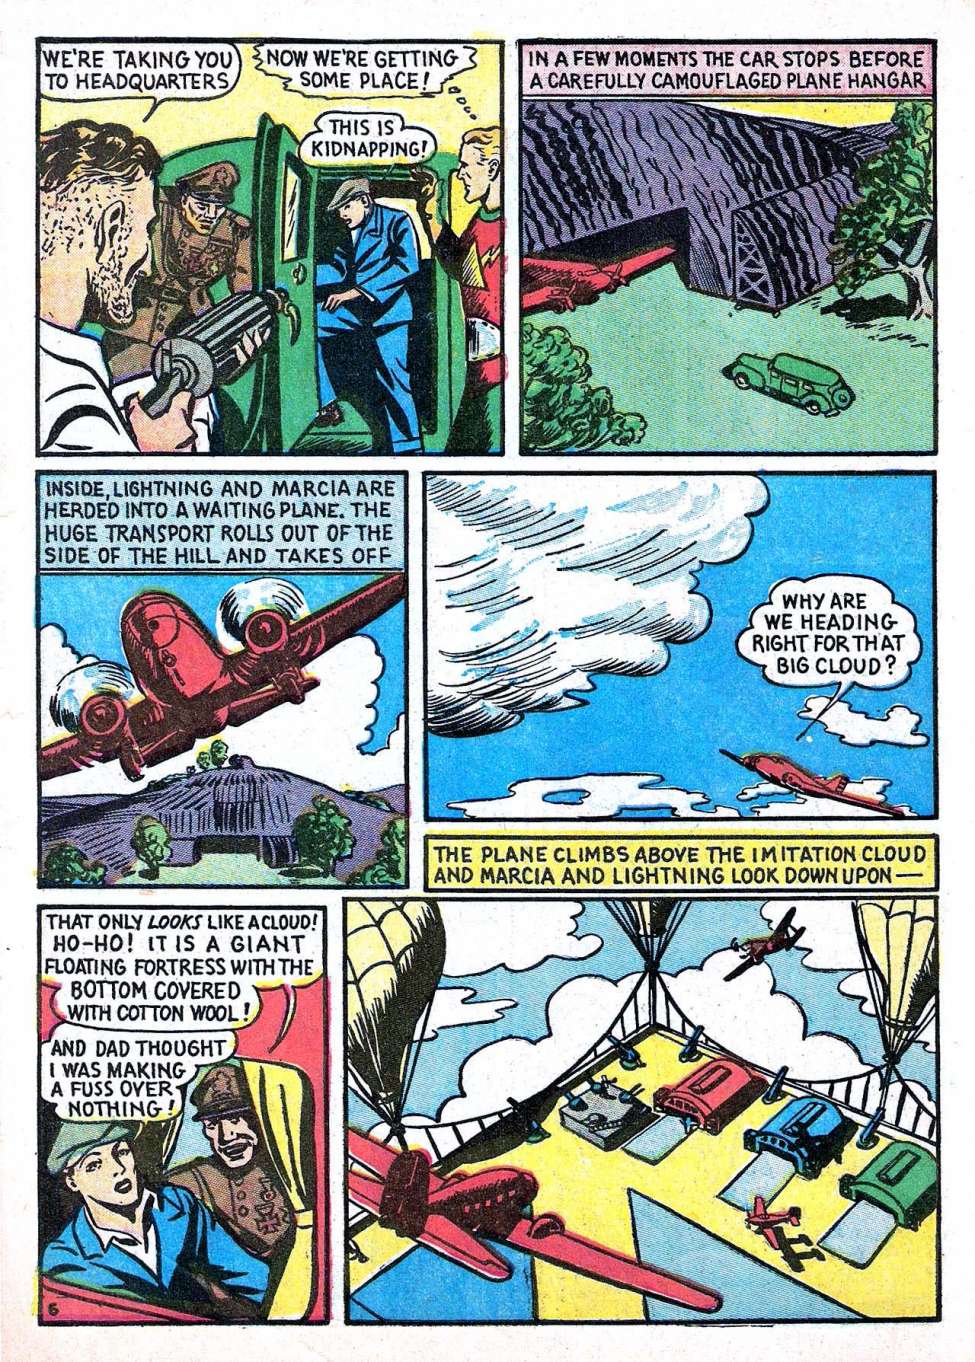 WE'RE TAKING YOU
TO HEADQUARTERS
NOW WE'RE GETTING
SOME PLACE!
THIS IS
KIDNAPPING!
IN A FEW MOMENTS THE CAR STOPS BEFORE
A CAREFULLY CAMOUFLAGED PLANE HANGAR
INSIDE, LIGHTNING AND MARCIA ARE
HERDED INTO A WAITING PLANE. THE
HUGE TRANSPORT ROLLS OUT OF THE
SIDE OF THE HILL AND TAKES OFF
WHY ARE
WE HEADING
RIGHT FOR THAT
BIG CLOUD?
THE PLANE CLIMBS ABOVE THE IMITATION CLOUD
AND MARCIA AND LIGHTNING LOOK DOWN UPON—
THAT ONLY LOOKS LIKE A CLOUD!
HO-HO! IT IS A GIANT
FLOATING FORTRESS WITH THE
BOTTOM COVERED
WITH COTTON WOOL!
AND DAD THOUGHT
I WAS MAKING
A FUSS OVER
NOTHING!
6